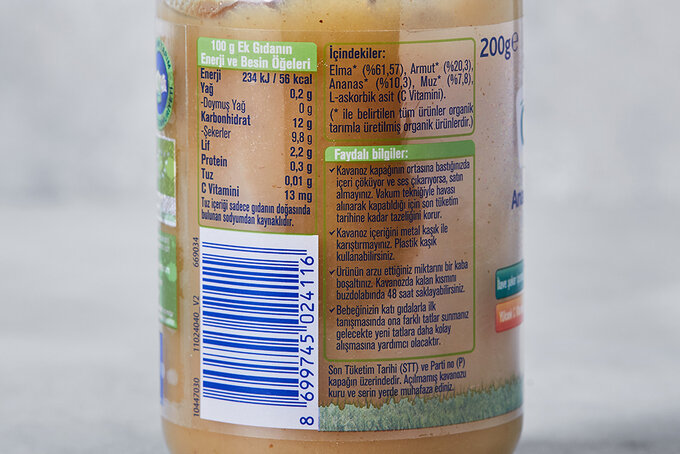 100 g Ek Gıdanın
Enerji ve Besin Öğeleri
Enerji 234 kJ / 56 kcal
Yağ 0,2 g
-Doymuş Yağ 0 g
Karbonhidrat 12 g
-Şekerler 9,8 g
Lif 2,2 g
Protein 0,3 g
Tuz 0,01 g
C Vitamini 13 mg
Tuz içeriği sadece gıdanın doğasında
bulunan sodyumdan kaynaklıdır.
669034
11024040_V2
10447030
8 699745 024116
İçindekiler:
Elma* (%61,57), Armut* (%20,3),
Ananas* (%10,3), Muz* (%7,8),
L-askorbik asit (C Vitamini).
(* ile belirtilen tüm ürünler organik
tarımla üretilmiş organik ürünlerdir.)
Faydalı bilgiler:
✓Kavanoz kapağının ortasına bastığınızda
içeri çöküyor ve ses çıkarıyorsa, satın
almayınız. Vakum tekniğiyle havası
alınarak kapatıldığı için son tüketim
tarihine kadar tazeliğini korur.
✓Kavanoz içeriğini metal kaşık ile
karıştırmayınız. Plastik kaşık
kullanabilirsiniz.
✓Ürünün arzu ettiğiniz miktarını bir kaba
boşaltınız. Kavanozda kalan kısmını
buzdolabında 48 saat saklayabilirsiniz.
✓Bebeğinizin katı gıdalarla ilk
tanışmasında ona farklı tatlar sunmanız
gelecekte yeni tatlara daha kolay
alışmasına yardımcı olacaktır.
Son Tüketim Tarihi (STT) ve Parti no (P)
kapağın üzerindedir. Açılmamış kavanozu
kuru ve serin yerde muhafaza ediniz.
200g℮